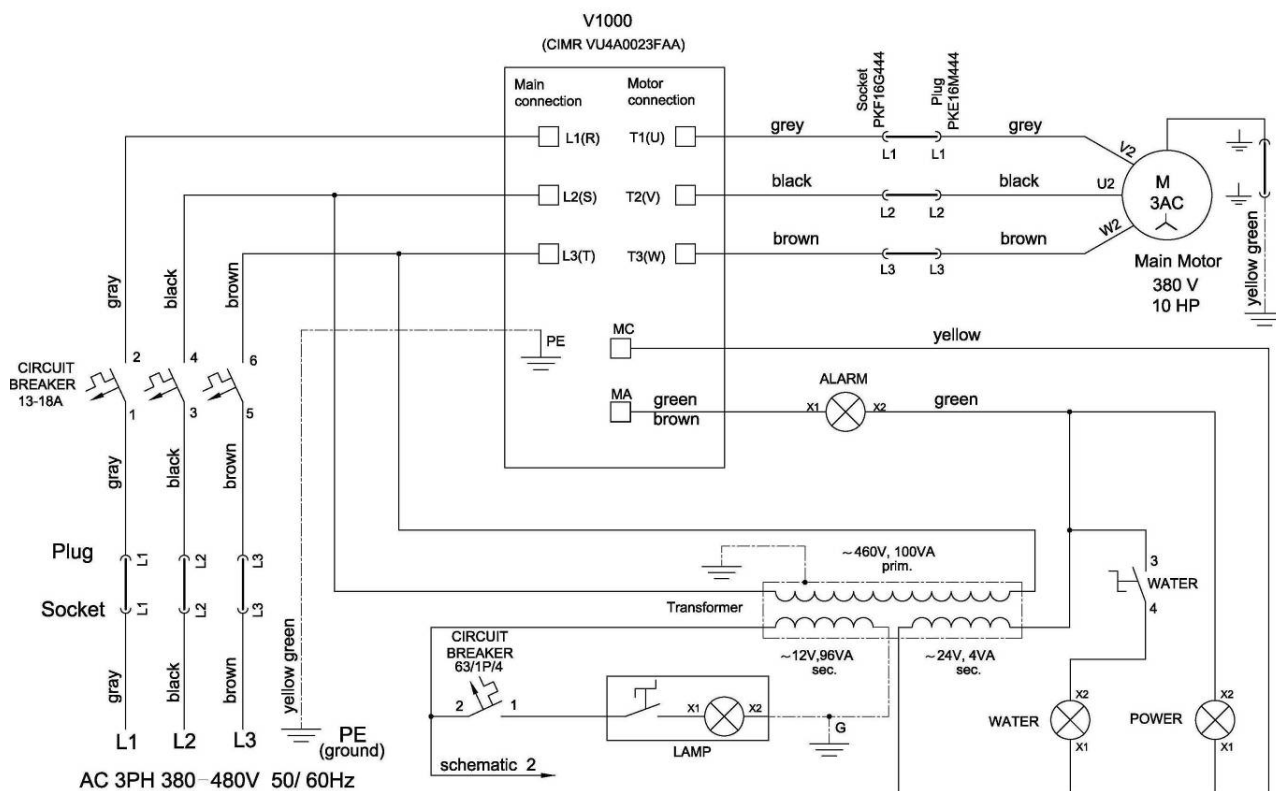 V1000
(CIMR VU4A0023FAA)
Main
connection
Motor
connection
L1(R)
T1(U)
L2(S)
T2(V)
L3(T)
T3(W)
grey
black
brown
Socket
PKF16G444
Plug
PKE16M444
L1
L1
L2
L2
L3
L3
grey
black
brown
V2
U2
W2
M
3AC
Main Motor
380 V
10 HP
yellow green
gray
black
brown
PE
MC
yellow
MA
green
brown
ALARM
X1
X2
green
CIRCUIT
BREAKER
13-18A
2
4
6
1
3
5
gray
black
brown
Plug
L1
L2
L3
Socket
L1
L2
L3
gray
black
brown
yellow green
L1
L2
L3
PE
(ground)
AC 3PH 380-480V 50/ 60Hz
~460V, 100VA
prim.
Transformer
~12V,96VA
sec.
~24V, 4VA
sec.
3
WATER
4
CIRCUIT
BREAKER
63/1P/4
2
1
X1
X2
LAMP
G
schematic 2
WATER
X2
X1
POWER
X2
X1